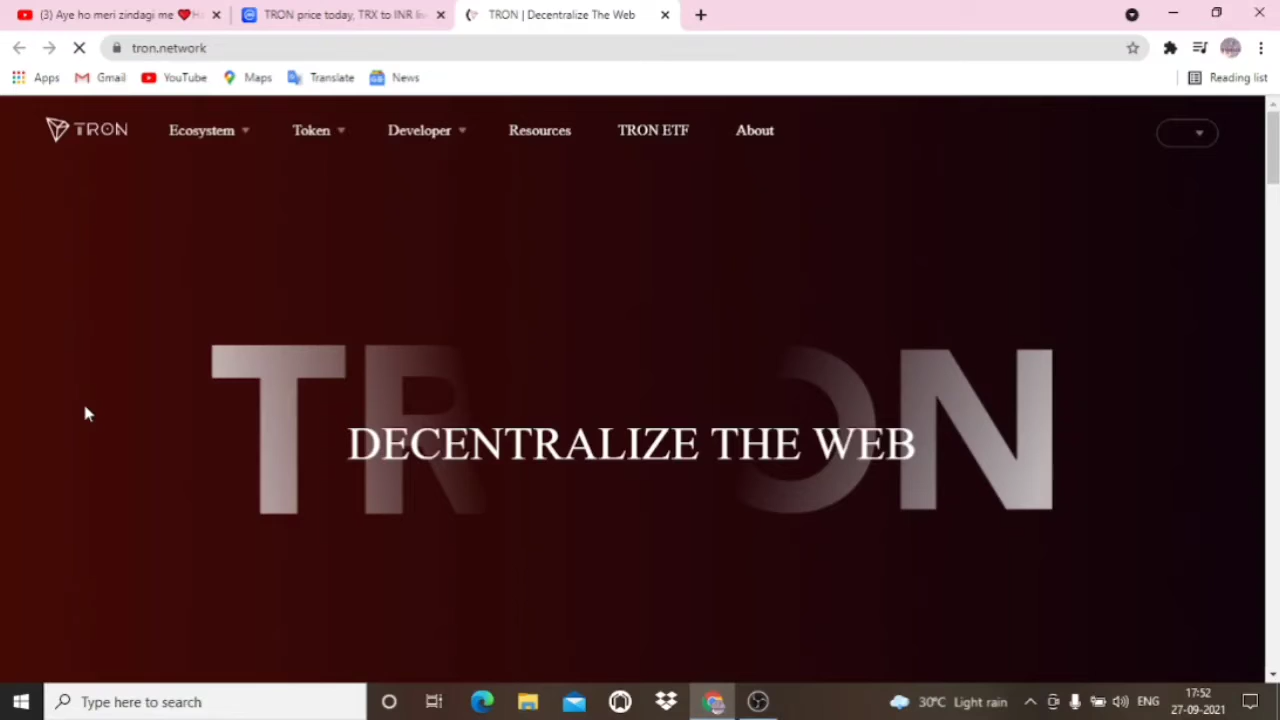 (3) Aye ho meri zindagi me
TRON price today, TRX to INR li
TRON | Decentralize The Web
tron.network
Apps
Gmail
YouTube
Maps
Translate
News
Reading list
TRON
Ecosystem
Token
Developer
Resources
TRON ETF
About
TRON
DECENTRALIZE THE WEB
Type here to search
30°C Light rain
ENG
17:52
27-09-2021